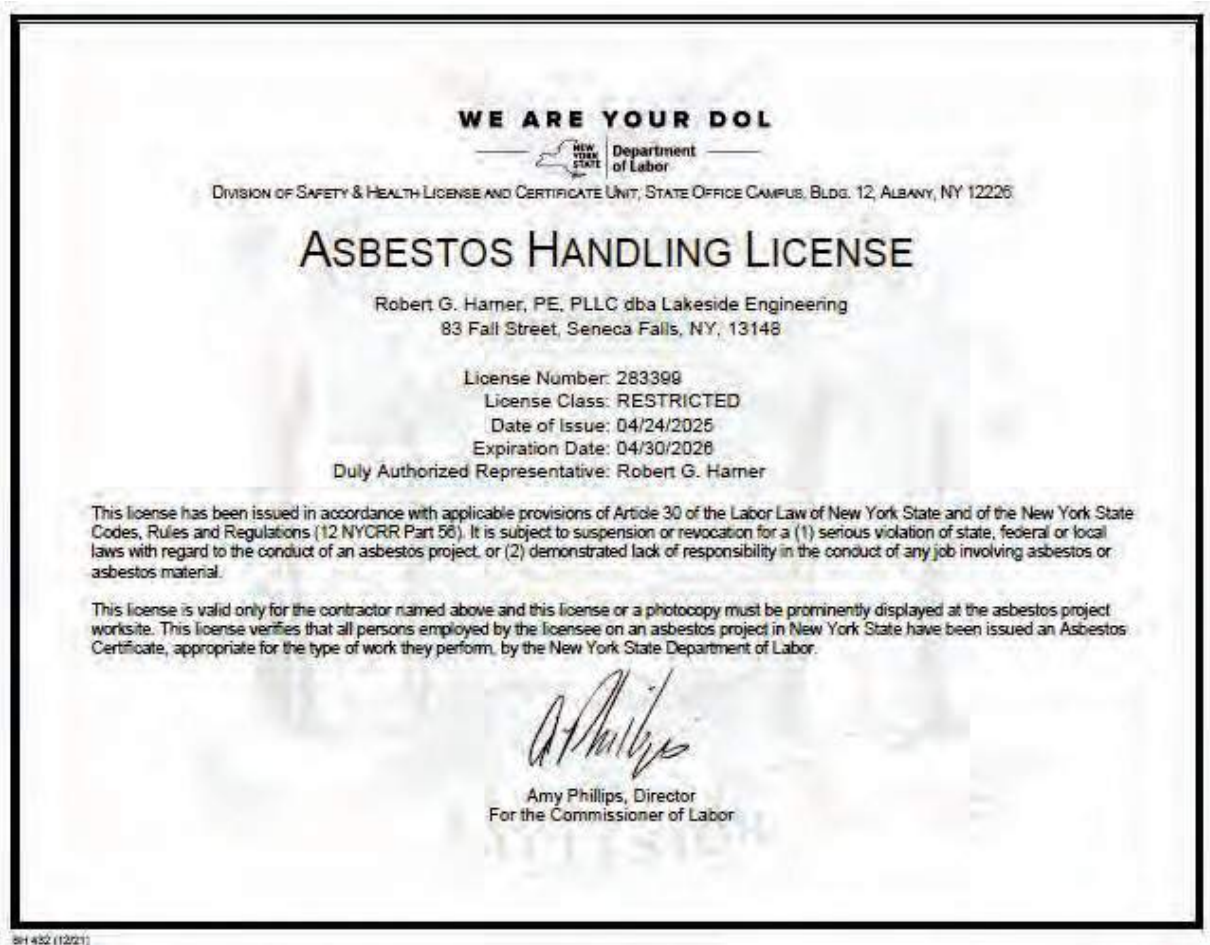 WE ARE YOUR DOL
NEW YORK STATE Department of Labor
DIVISION OF SAFETY & HEALTH LICENSE AND CERTIFICATE UNIT, STATE OFFICE CAMPUS, BLDG. 12, ALBANY, NY 12226
ASBESTOS HANDLING LICENSE
Robert G. Harner, PE, PLLC dba Lakeside Engineering
83 Fall Street, Seneca Falls, NY, 13148
License Number: 283399
License Class: RESTRICTED
Date of Issue: 04/24/2025
Expiration Date: 04/30/2026
Duly Authorized Representative: Robert G. Harner
This license has been issued in accordance with applicable provisions of Article 30 of the Labor Law of New York State and of the New York State
Codes, Rules and Regulations (12 NYCRR Part 56). It is subject to suspension or revocation for a (1) serious violation of state, federal or local
laws with regard to the conduct of an asbestos project, or (2) demonstrated lack of responsibility in the conduct of any job involving asbestos or
asbestos material.
This license is valid only for the contractor named above and this license or a photocopy must be prominently displayed at the asbestos project
worksite. This license verifies that all persons employed by the licensee on an asbestos project in New York State have been issued an Asbestos
Certificate, appropriate for the type of work they perform, by the New York State Department of Labor.
A Phillips
Amy Phillips, Director
For the Commissioner of Labor
SH 432 (12/21)